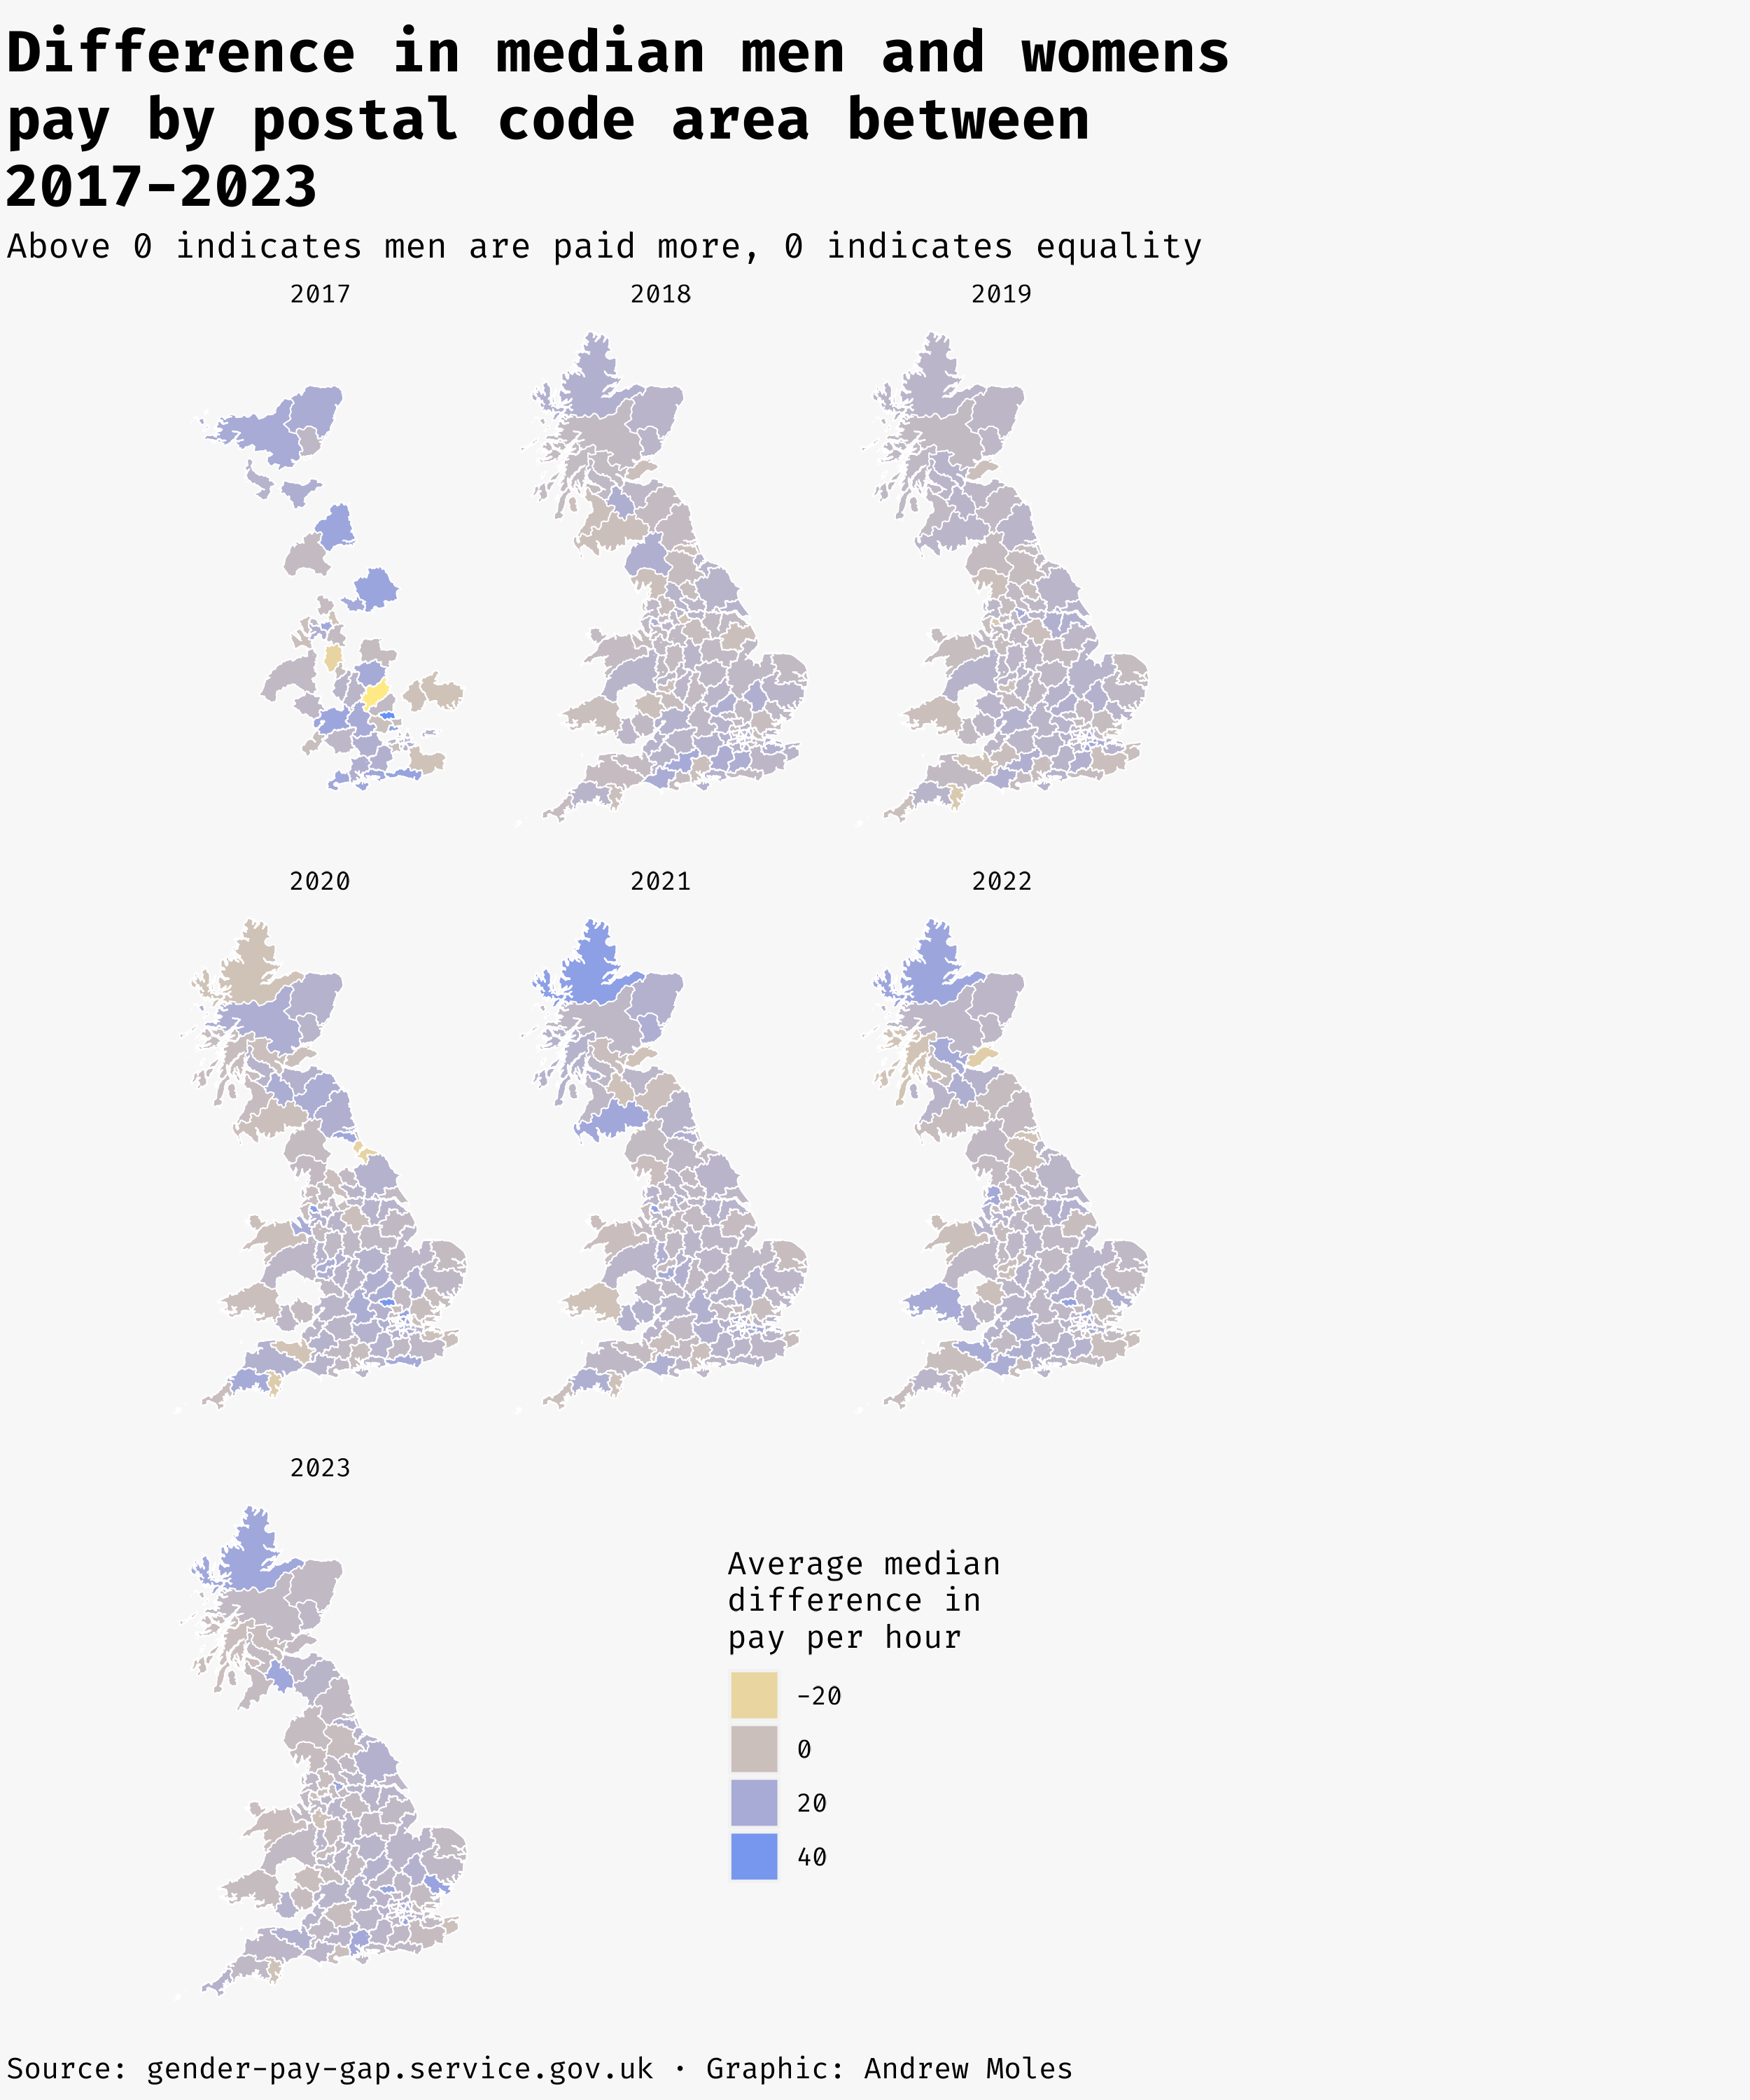 Difference in median men and womens
pay by postal code area between
2017-2023
Above 0 indicates men are paid more, 0 indicates equality
2017
2018
2019
2020
2021
2022
2023
Average median
difference in
pay per hour
-20
0
20
40
Source: gender-pay-gap.service.gov.uk · Graphic: Andrew Moles